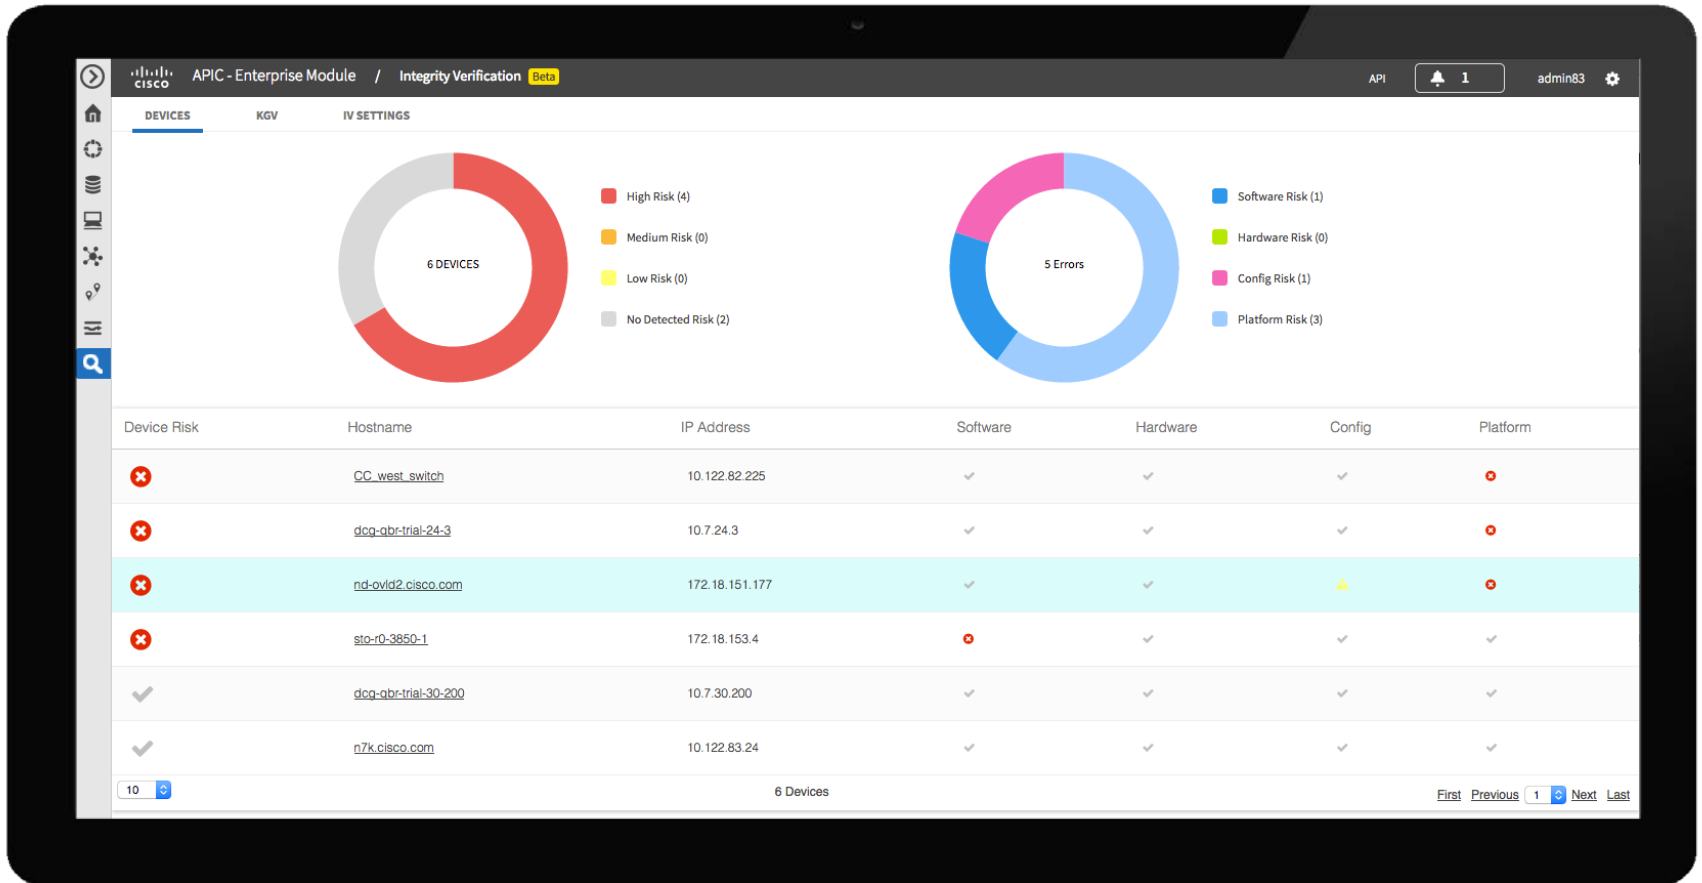 CISCO APIC - Enterprise Module / Integrity Verification Beta API 1 admin83
DEVICES KGV IV SETTINGS
6 DEVICES
High Risk (4)
Medium Risk (0)
Low Risk (0)
No Detected Risk (2)
5 Errors
Software Risk (1)
Hardware Risk (0)
Config Risk (1)
Platform Risk (3)
Device Risk Hostname IP Address Software Hardware Config Platform
CC_west_switch 10.122.82.225
dcg-qbr-trial-24-3 10.7.24.3
nd-ovld2.cisco.com 172.18.151.177
sto-r0-3850-1 172.18.153.4
dcg-qbr-trial-30-200 10.7.30.200
n7k.cisco.com 10.122.83.24
10 6 Devices First Previous 1 Next Last